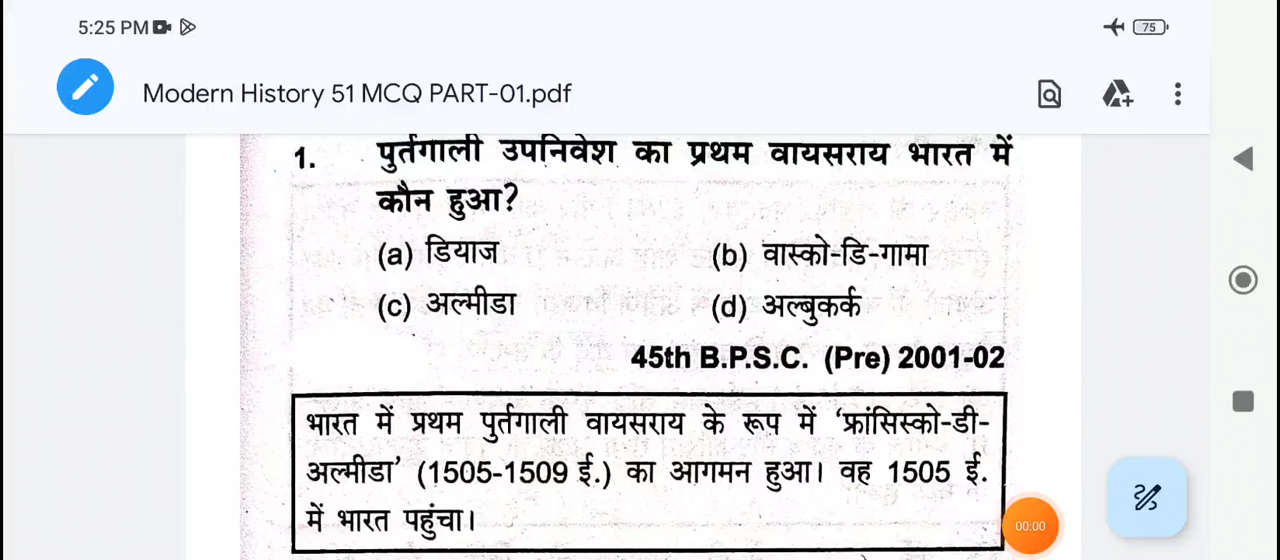 5:25 PM
75
Modern History 51 MCQ PART-01.pdf
1. पुर्तगाली उपनिवेश का प्रथम वायसराय भारत में
कौन हुआ?
(a) डियाज (b) वास्को-डि-गामा
(c) अल्मीडा (d) अल्बुकर्क
45th B.P.S.C. (Pre) 2001-02
भारत में प्रथम पुर्तगाली वायसराय के रूप में ‘फ्रांसिस्को-डी-
अल्मीडा’ (1505-1509 ई.) का आगमन हुआ। वह 1505 ई.
में भारत पहुंचा।
00:00